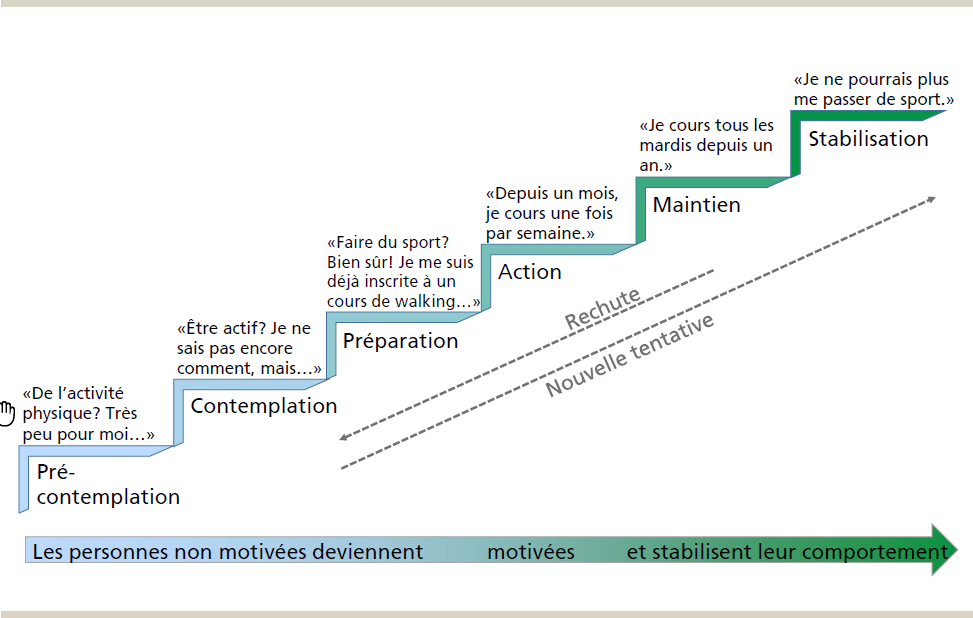 «De l’activité
physique? Très
peu pour moi…»
Pré-
contemplation
«Être actif? Je ne
sais pas encore
comment, mais…»
Contemplation
«Faire du sport?
Bien sûr! Je me suis
déjà inscrite à un
cours de walking…»
Préparation
«Depuis un mois,
je cours une fois
par semaine.»
Action
«Je cours tous les
mardis depuis un
an.»
Maintien
«Je ne pourrais plus
me passer de sport.»
Stabilisation
Rechute
Nouvelle tentative
Les personnes non motivées deviennent motivées et stabilisent leur comportement